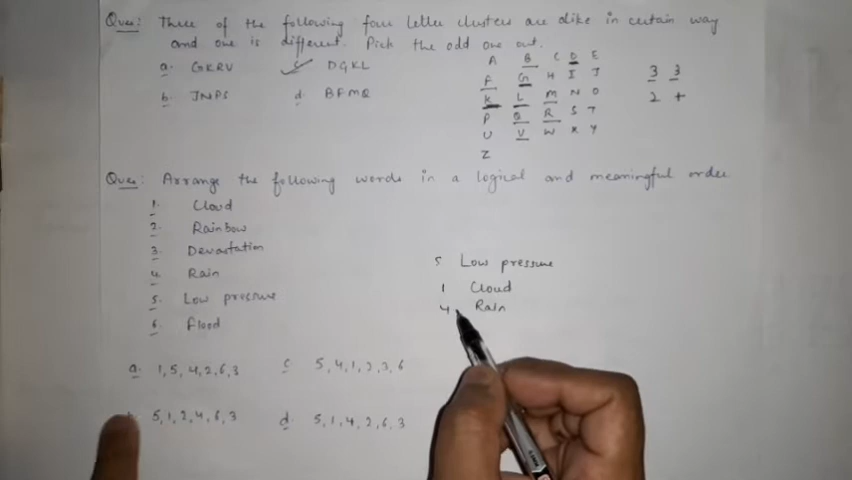 Ques: Three of the following four letter clusters are alike in certain way
and one is different. Pick the odd one out.
a. GKRV
c. DGKL
b. JNPS
d. BFMQ
A B C D E
F G H I J
K L M N O
P Q R S T
U V W X Y
Z
3 3
2 +
Ques: Arrange the following words in a logical and meaningful order
1. Cloud
2. Rainbow
3. Devastation
4. Rain
5. Low pressure
6. Flood
5 Low pressure
1 Cloud
4 Rain
a. 1, 5, 4, 2, 6, 3
c 5, 4, 1, 2, 3, 6
5, 1, 2, 4, 6, 3
d. 5, 1, 4, 2, 6, 3